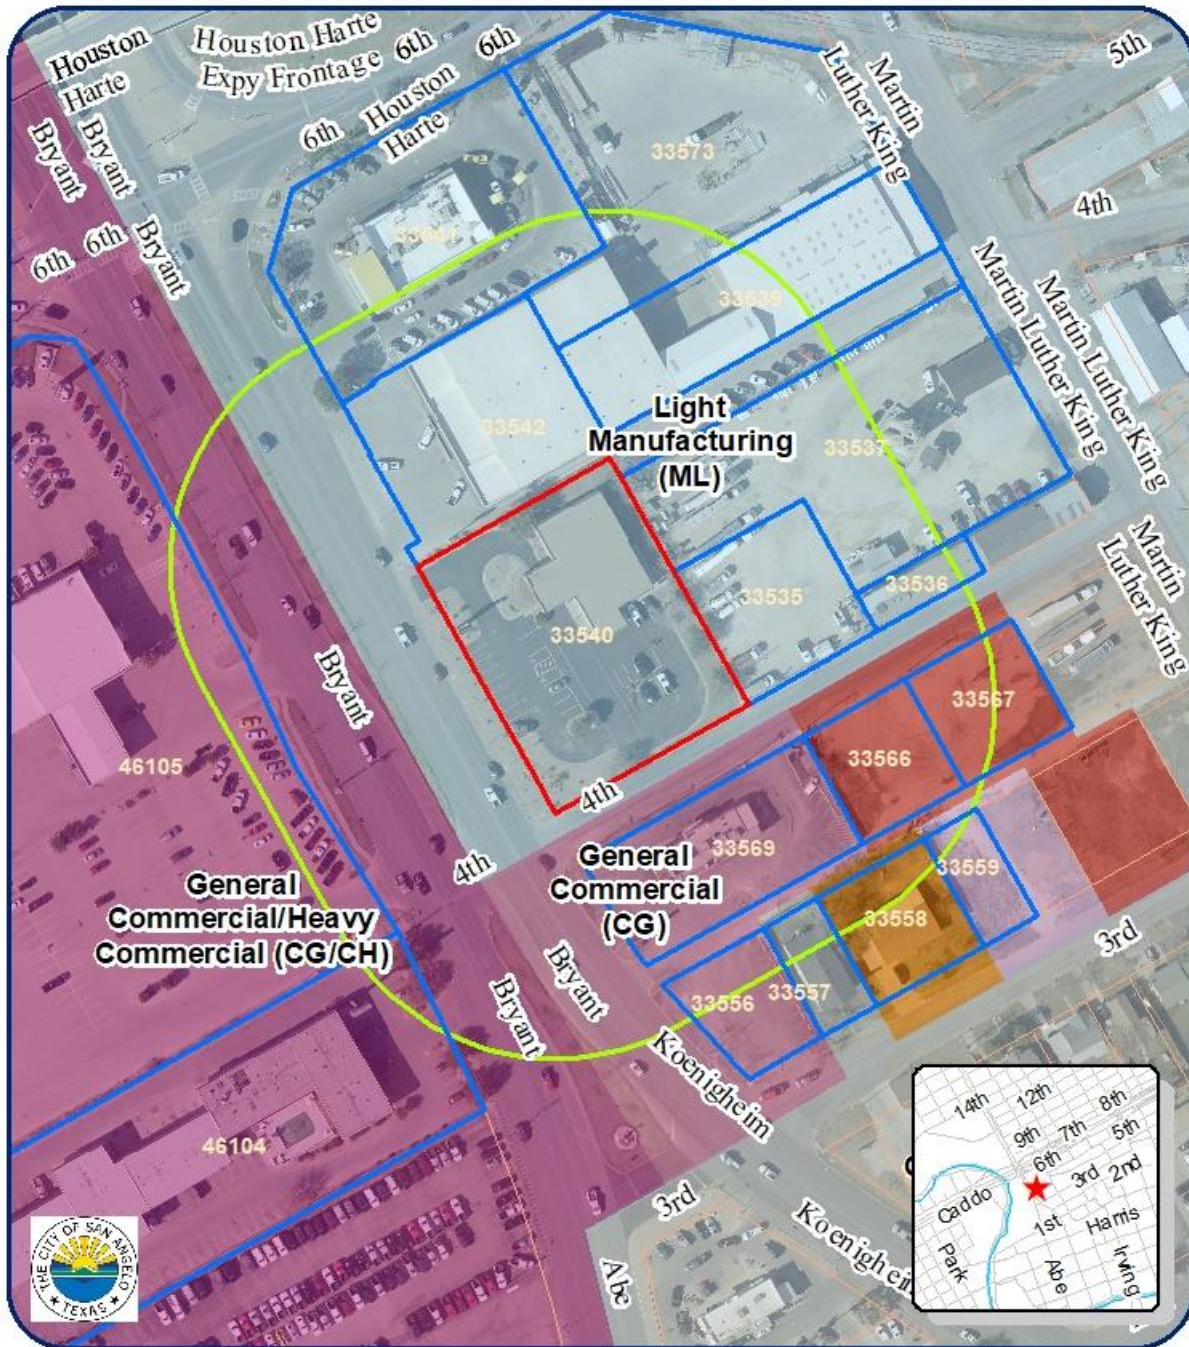 Houston Harte
Houston Harte Expy Frontage
6th
6th
6th
Houston Harte
Bryant
Bryant
Bryant
6th
6th
Martin Luther King
5th
4th
33573
33539
33542
Light
Manufacturing
(ML)
33537
Martin Luther King
Martin Luther King
Martin Luther King
33535
33536
33540
Bryant
46105
33567
33566
4th
4th
33569
General
Commercial
(CG)
General
Commercial/Heavy
Commercial (CG/CH)
33559
33558
33557
33556
3rd
Bryant
Bryant
Koenigheim
46104
3rd
Koenigheim
Abe
THE CITY OF SAN ANGELO
TEXAS
14th
12th
8th
9th
7th
5th
6th
3rd
2nd
Caddo
1st
Harris
Park
Abe
Irving